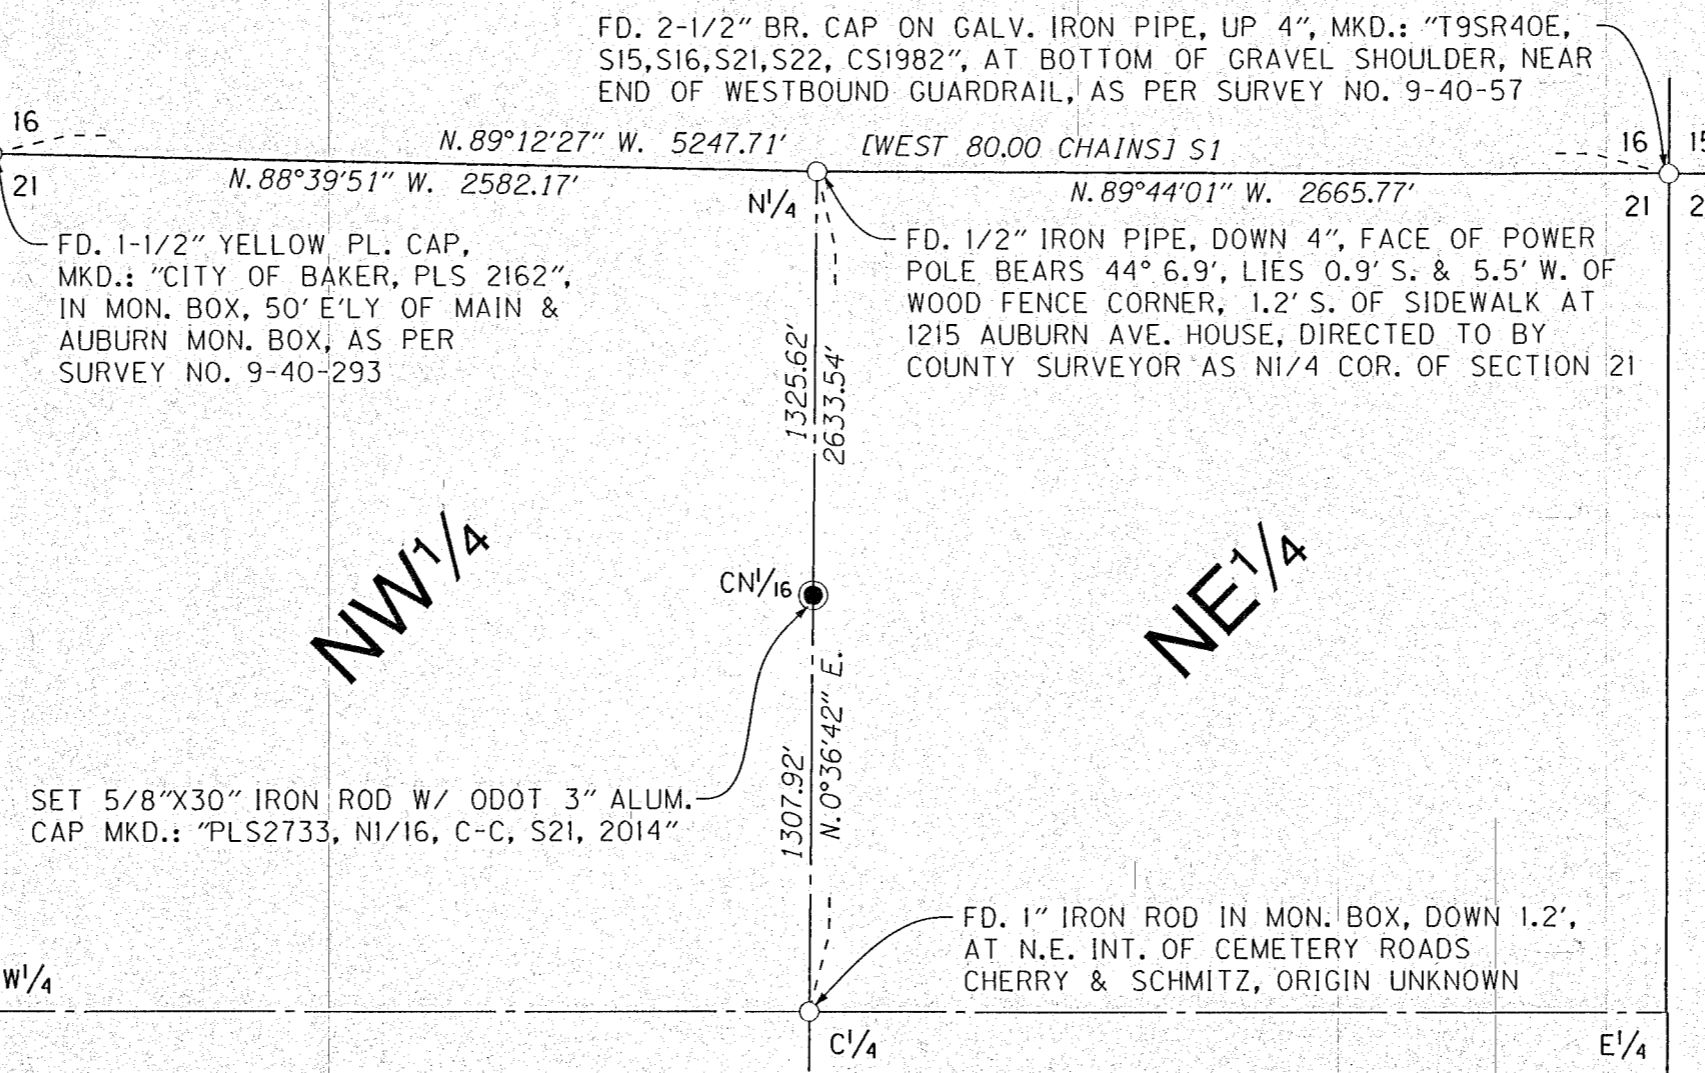 FD. 2-1/2" BR. CAP ON GALV. IRON PIPE, UP 4", MKD.: "T9SR40E,
S15,S16,S21,S22, CS1982", AT BOTTOM OF GRAVEL SHOULDER, NEAR
END OF WESTBOUND GUARDRAIL, AS PER SURVEY NO. 9-40-57
16
N.89°12'27" W. 5247.71'
[WEST 80.00 CHAINS] S1
16
15
21
N.88°39'51" W. 2582.17'
N1/4
N.89°44'01" W. 2665.77'
21
2
FD. 1-1/2" YELLOW PL. CAP,
MKD.: "CITY OF BAKER, PLS 2162",
IN MON. BOX, 50' E'LY OF MAIN &
AUBURN MON. BOX, AS PER
SURVEY NO. 9-40-293
FD. 1/2" IRON PIPE, DOWN 4", FACE OF POWER
POLE BEARS 44° 6.9', LIES 0.9' S. & 5.5' W. OF
WOOD FENCE CORNER, 1.2' S. OF SIDEWALK AT
1215 AUBURN AVE. HOUSE, DIRECTED TO BY
COUNTY SURVEYOR AS N1/4 COR. OF SECTION 21
1325.62'
2633.54'
NW1/4
NE1/4
CN1/16
1307.92'
N.0°36'42" E.
SET 5/8"X30" IRON ROD W/ ODOT 3" ALUM.
CAP MKD.: "PLS2733, N1/16, C-C, S21, 2014"
FD. 1" IRON ROD IN MON. BOX, DOWN 1.2',
AT N.E. INT. OF CEMETERY ROADS
CHERRY & SCHMITZ, ORIGIN UNKNOWN
W1/4
C1/4
E1/4